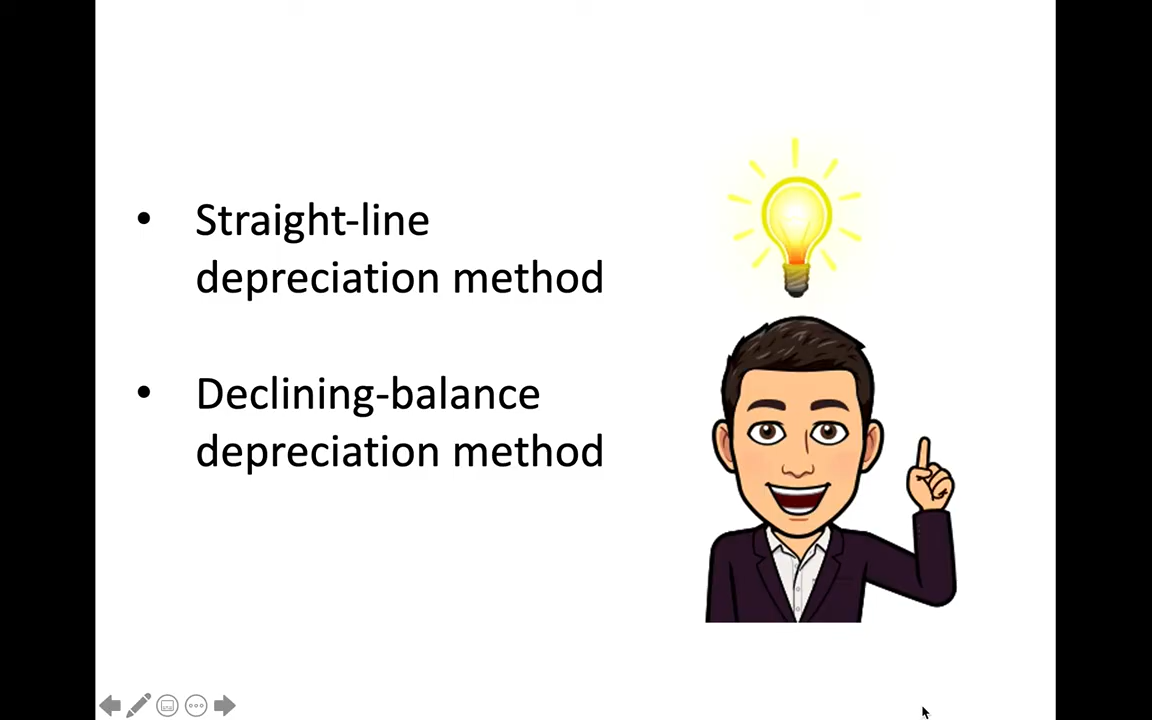 • Straight-line
depreciation method
• Declining-balance
depreciation method